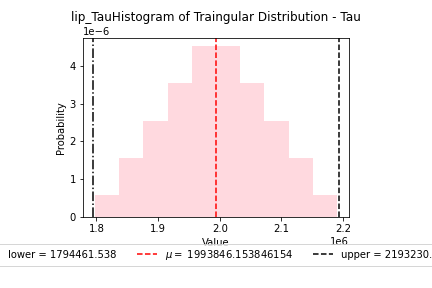 lip_TauHistogram of Traingular Distribution - Tau
1e−6
4
3
2
1
0
Probability
1.8 1.9 2.0 2.1 2.2
Value
1e6
lower = 1794461.538 μ = 1993846.153846154 upper = 2193230.